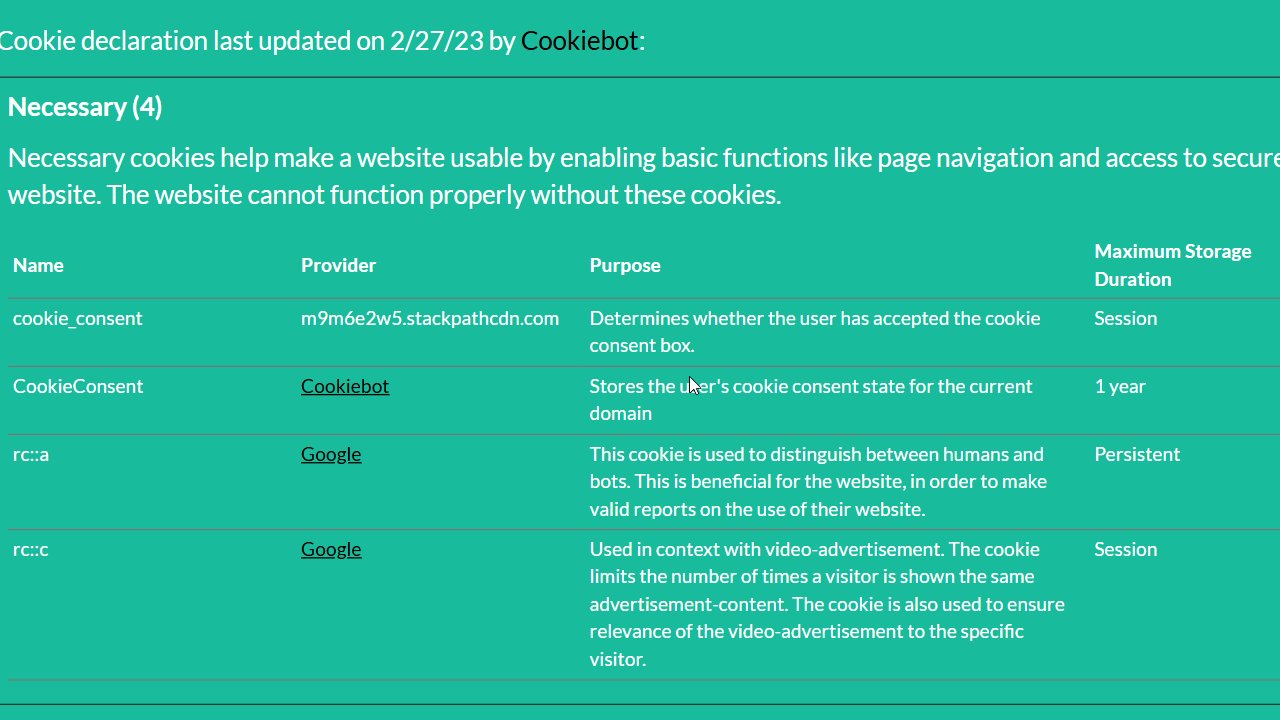 Cookie declaration last updated on 2/27/23 by Cookiebot:
Necessary (4)
Necessary cookies help make a website usable by enabling basic functions like page navigation and access to secure
website. The website cannot function properly without these cookies.
Name Provider Purpose Maximum Storage Duration
cookie_consent m9m6e2w5.stackpathcdn.com Determines whether the user has accepted the cookie Session
consent box.
CookieConsent Cookiebot Stores the user's cookie consent state for the current 1 year
domain
rc::a Google This cookie is used to distinguish between humans and Persistent
bots. This is beneficial for the website, in order to make
valid reports on the use of their website.
rc::c Google Used in context with video-advertisement. The cookie Session
limits the number of times a visitor is shown the same
advertisement-content. The cookie is also used to ensure
relevance of the video-advertisement to the specific
visitor.